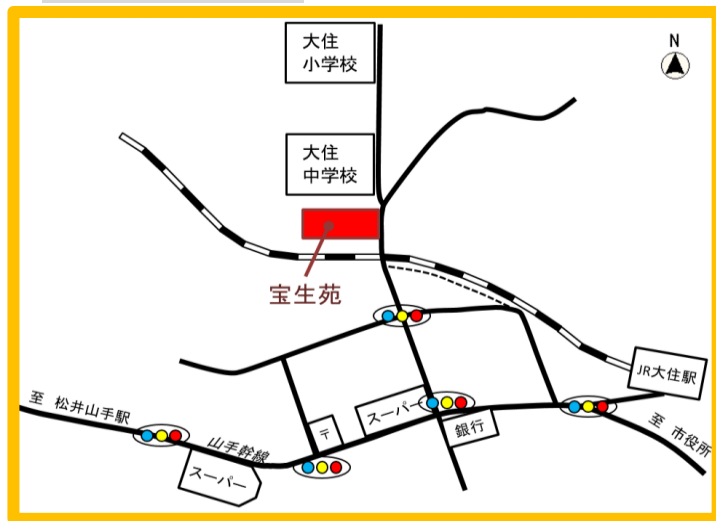 大住
小学校
N
大住
中学校
宝生苑
JR大住駅
至 松井山手駅
山手幹線
スーパー
〒
スーパー
銀行
至 市役所